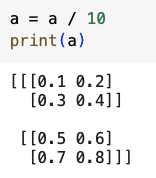 a = a / 10
print(a)
[[[0.1 0.2]
  [0.3 0.4]]

 [[0.5 0.6]
  [0.7 0.8]]]